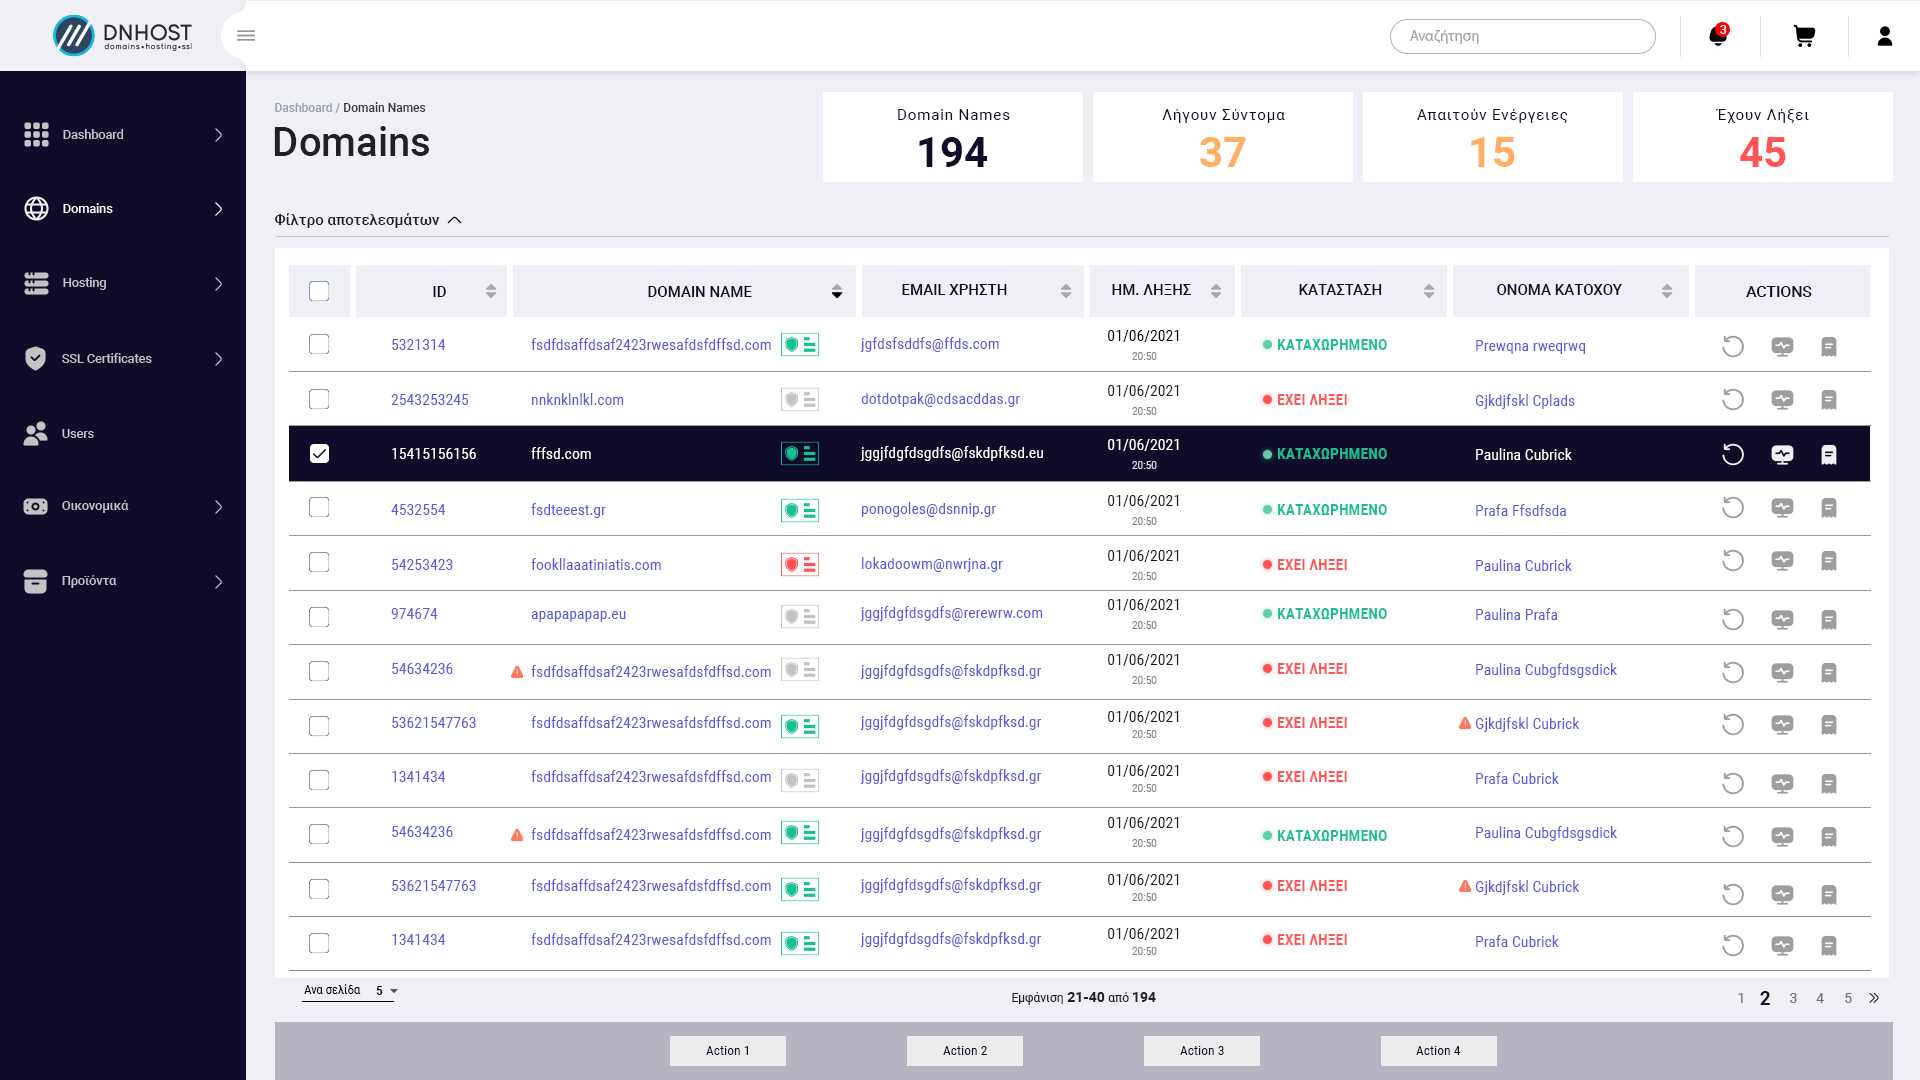 DNHOST
domains•hosting•ssl
Αναζήτηση
3
Dashboard
Domains
Hosting
SSL Certificates
Users
Οικονομικά
Προϊόντα
Dashboard / Domain Names
Domains
Domain Names
194
Λήγουν Σύντομα
37
Απαιτούν Ενέργειες
15
Έχουν Λήξει
45
Φίλτρο αποτελεσμάτων
ID DOMAIN NAME EMAIL ΧΡΗΣΤΗ ΗΜ. ΛΗΞΗΣ ΚΑΤΑΣΤΑΣΗ ΟΝΟΜΑ ΚΑΤΟΧΟΥ ACTIONS
5321314 fsdfdsaffdsaf2423rwesafdsfdffsd.com jgfdsfsddfs@ffds.com 01/06/2021 ΚΑΤΑΧΩΡΗΜΕΝΟ Prewqna rweqrwq
20:50
2543253245 nnknklnlkl.com dotdotpak@cdsacddas.gr 01/06/2021 ΕΧΕΙ ΛΗΞΕΙ Gjkdjfskl Cplads
20:50
15415156156 fffsd.com jggjfdgfdsgdfs@fskdpfksd.eu 01/06/2021 ΚΑΤΑΧΩΡΗΜΕΝΟ Paulina Cubrick
20:50
4532554 fsdteeest.gr ponogoles@dsnnip.gr 01/06/2021 ΚΑΤΑΧΩΡΗΜΕΝΟ Prafa Ffsdfsda
20:50
54253423 fookllaaatiniatis.com lokadoowm@nwrjna.gr 01/06/2021 ΕΧΕΙ ΛΗΞΕΙ Paulina Cubrick
20:50
974674 apapapapap.eu jggjfdgfdsgdfs@rerewrw.com 01/06/2021 ΚΑΤΑΧΩΡΗΜΕΝΟ Paulina Prafa
20:50
54634236 fsdfdsaffdsaf2423rwesafdsfdffsd.com jggjfdgfdsgdfs@fskdpfksd.gr 01/06/2021 ΕΧΕΙ ΛΗΞΕΙ Paulina Cubgfdsgsdick
20:50
53621547763 fsdfdsaffdsaf2423rwesafdsfdffsd.com jggjfdgfdsgdfs@fskdpfksd.gr 01/06/2021 ΕΧΕΙ ΛΗΞΕΙ Gjkdjfskl Cubrick
20:50
1341434 fsdfdsaffdsaf2423rwesafdsfdffsd.com jggjfdgfdsgdfs@fskdpfksd.gr 01/06/2021 ΕΧΕΙ ΛΗΞΕΙ Prafa Cubrick
20:50
54634236 fsdfdsaffdsaf2423rwesafdsfdffsd.com jggjfdgfdsgdfs@fskdpfksd.gr 01/06/2021 ΚΑΤΑΧΩΡΗΜΕΝΟ Paulina Cubgfdsgsdick
20:50
53621547763 fsdfdsaffdsaf2423rwesafdsfdffsd.com jggjfdgfdsgdfs@fskdpfksd.gr 01/06/2021 ΕΧΕΙ ΛΗΞΕΙ Gjkdjfskl Cubrick
20:50
1341434 fsdfdsaffdsaf2423rwesafdsfdffsd.com jggjfdgfdsgdfs@fskdpfksd.gr 01/06/2021 ΕΧΕΙ ΛΗΞΕΙ Prafa Cubrick
20:50
Ανα σελίδα 5
Εμφάνιση 21-40 από 194
1 2 3 4 5 »
Action 1 Action 2 Action 3 Action 4